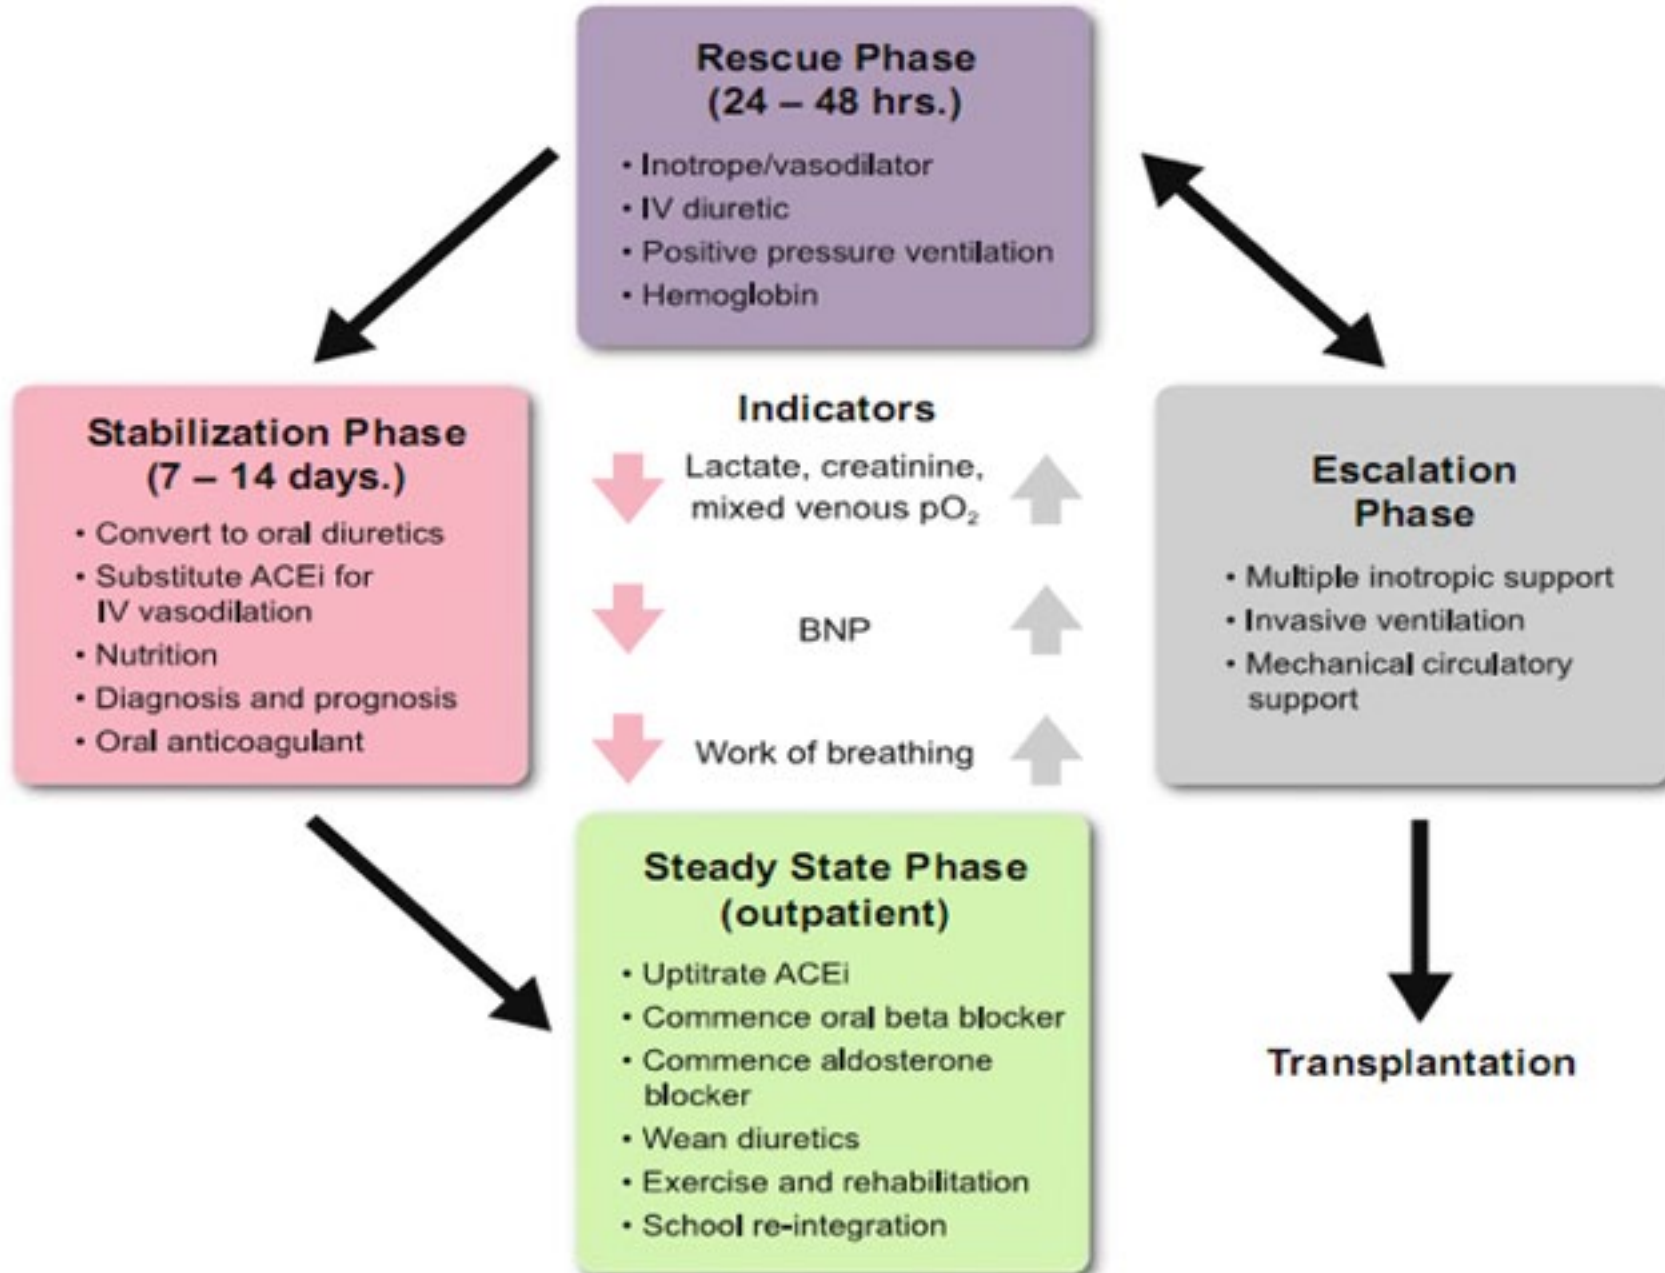 Rescue Phase
(24 – 48 hrs.)
• Inotrope/vasodilator
• IV diuretic
• Positive pressure ventilation
• Hemoglobin
Stabilization Phase
(7 – 14 days.)
• Convert to oral diuretics
• Substitute ACEi for
IV vasodilation
• Nutrition
• Diagnosis and prognosis
• Oral anticoagulant
Indicators
Lactate, creatinine,
mixed venous pO₂
BNP
Work of breathing
Escalation
Phase
• Multiple inotropic support
• Invasive ventilation
• Mechanical circulatory
support
Steady State Phase
(outpatient)
• Uptitrate ACEi
• Commence oral beta blocker
• Commence aldosterone
blocker
• Wean diuretics
• Exercise and rehabilitation
• School re-integration
Transplantation